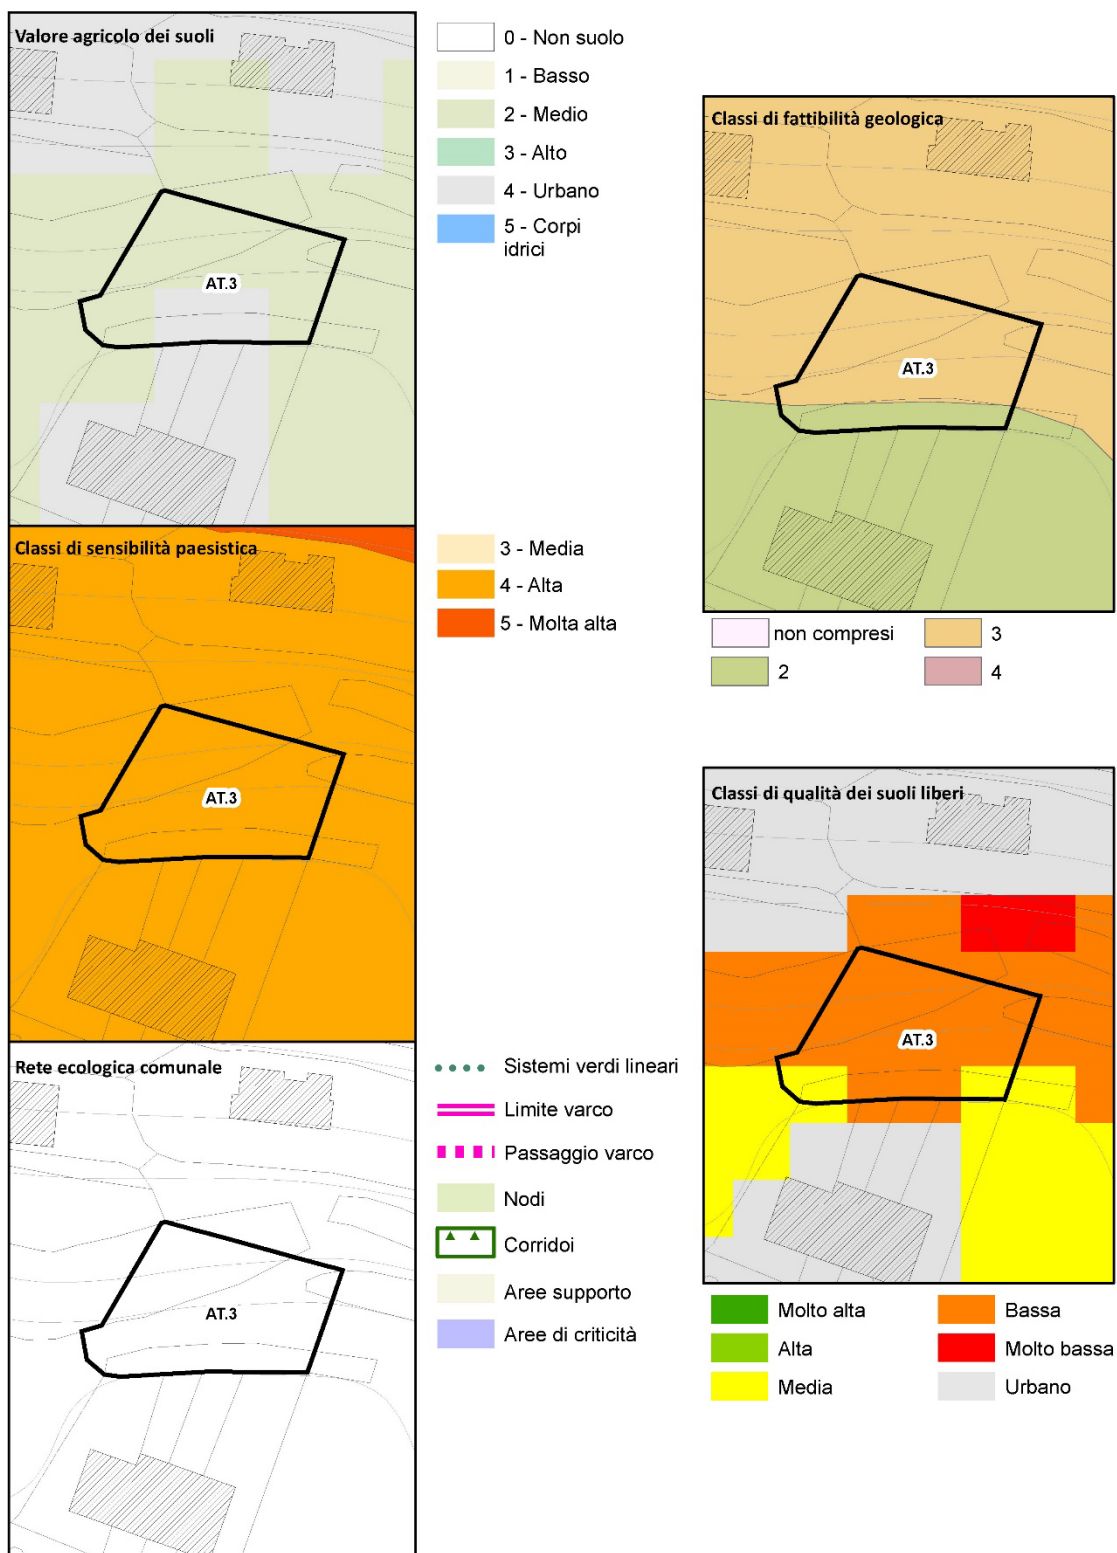 Valore agricolo dei suoli
AT.3
0 - Non suolo
1 - Basso
2 - Medio
3 - Alto
4 - Urbano
5 - Corpi
idrici
Classi di sensibilità paesistica
AT.3
3 - Media
4 - Alta
5 - Molta alta
Rete ecologica comunale
AT.3
Sistemi verdi lineari
Limite varco
Passaggio varco
Nodi
Corridoi
Aree supporto
Aree di criticità
Classi di fattibilità geologica
AT.3
non compresi
3
2
4
Classi di qualità dei suoli liberi
AT.3
Molto alta
Bassa
Alta
Molto bassa
Media
Urbano